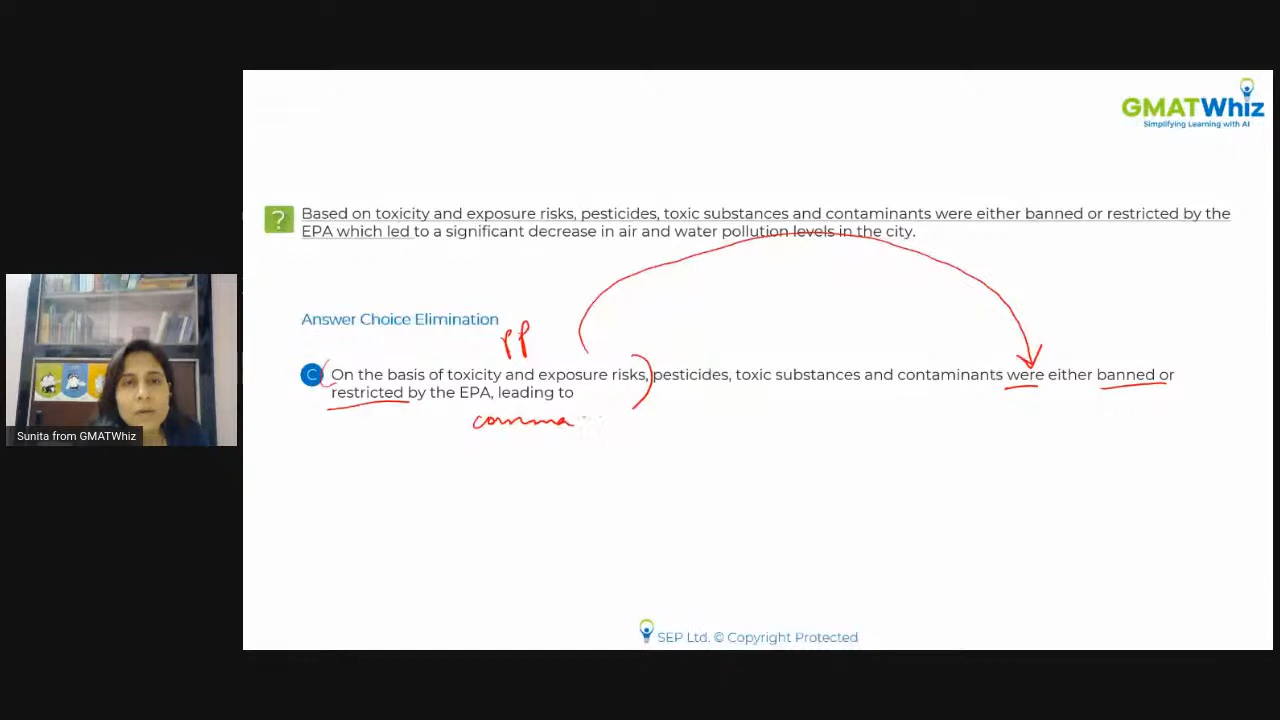 GMATWhiz
Simplifying Learning with AI
?
Based on toxicity and exposure risks, pesticides, toxic substances and contaminants were either banned or restricted by the
EPA which led to a significant decrease in air and water pollution levels in the city.
Answer Choice Elimination
PP
C On the basis of toxicity and exposure risks, pesticides, toxic substances and contaminants were either banned or
restricted by the EPA, leading to
comma
Sunita from GMATWhiz
SEP Ltd. © Copyright Protected